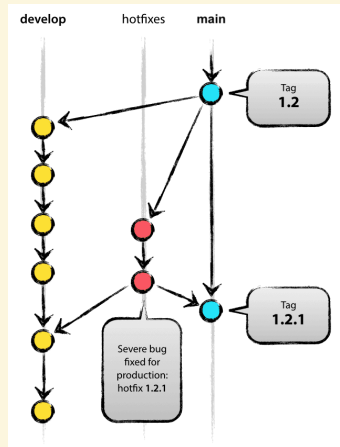 develop
hotfixes
main
Tag
1.2
Severe bug
fixed for
production:
hotfix 1.2.1
Tag
1.2.1